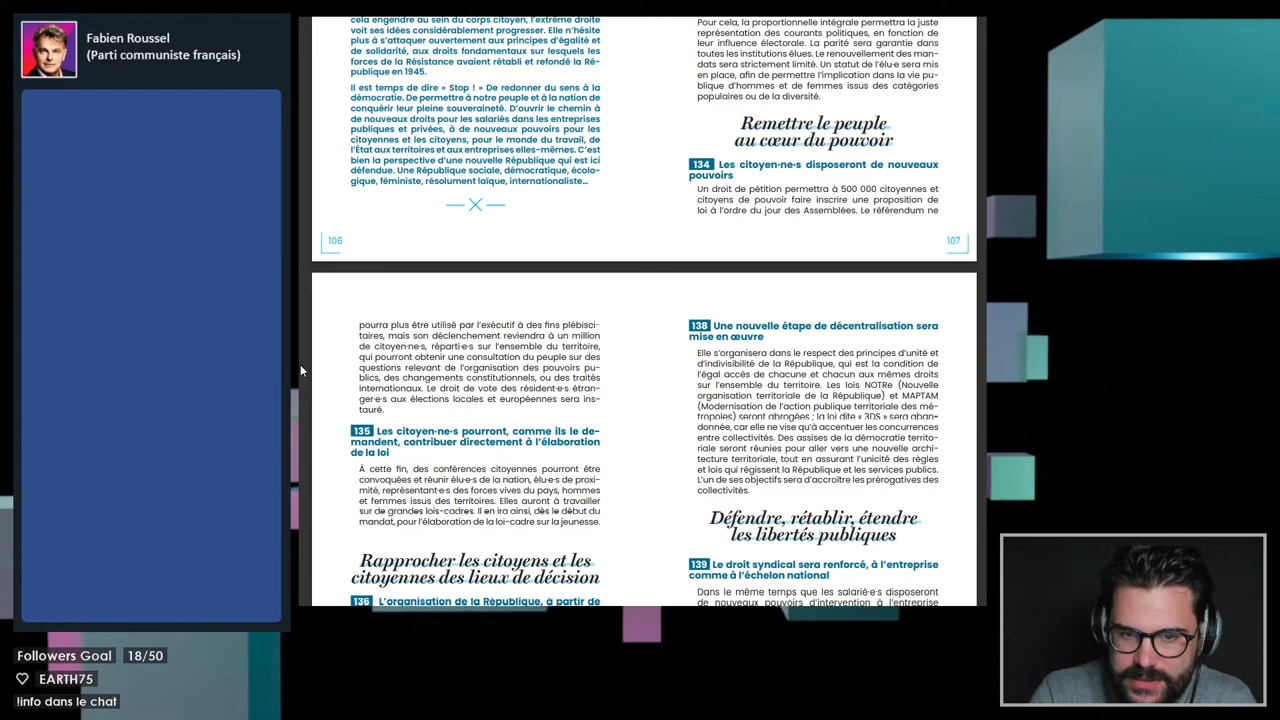 Fabien Roussel
(Parti communiste français)
cela engendre au sein du corps citoyen, l'extrême droite
voit ses idées considérablement progresser. Elle n'hésite
plus à s'attaquer ouvertement aux principes d'égalité et
de solidarité, aux droits fondamentaux sur lesquels les
forces de la Résistance avaient rétabli et refondé la Ré-
publique en 1945.
Il est temps de dire « Stop ! » De redonner du sens à la
démocratie. De permettre à notre peuple et à la nation de
conquérir leur pleine souveraineté. D'ouvrir le chemin à
de nouveaux droits pour les salariés dans les entreprises
publiques et privées, à de nouveaux pouvoirs pour les
citoyennes et les citoyens, pour le monde du travail, de
l'État aux territoires et aux entreprises elles-mêmes. C'est
bien la perspective d'une nouvelle République qui est ici
défendue. Une République sociale, démocratique, écolo-
gique, féministe, résolument laïque, internationaliste...
106
Pour cela, la proportionnelle intégrale permettra la juste
représentation des courants politiques, en fonction de
leur influence électorale. La parité sera garantie dans
toutes les institutions élues. Le renouvellement des man-
dats sera strictement limité. Un statut de l'élu·e sera mis
en place, afin de permettre l'implication dans la vie pu-
blique d'hommes et de femmes issus des catégories
populaires ou de la diversité.
Remettre le peuple
au cœur du pouvoir
134 Les citoyen·ne·s disposeront de nouveaux
pouvoirs
Un droit de pétition permettra à 500 000 citoyennes et
citoyens de pouvoir faire inscrire une proposition de
loi à l'ordre du jour des Assemblées. Le référendum ne
107
pourra plus être utilisé par l'exécutif à des fins plébisci-
taires, mais son déclenchement reviendra à un million
de citoyen·ne·s, réparti·e·s sur l'ensemble du territoire,
qui pourront obtenir une consultation du peuple sur des
questions relevant de l'organisation des pouvoirs pu-
blics, des changements constitutionnels, ou des traités
internationaux. Le droit de vote des résident·e·s étran-
ger·e·s aux élections locales et européennes sera ins-
tauré.
135 Les citoyen·ne·s pourront, comme ils le de-
mandent, contribuer directement à l'élaboration
de la loi
À cette fin, des conférences citoyennes pourront être
convoquées et réunir élu·e·s de la nation, élu·e·s de proxi-
mité, représentant·e·s des forces vives du pays, hommes
et femmes issus des territoires. Elles auront à travailler
sur de grandes lois-cadres. Il en ira ainsi, dès le début du
mandat, pour l'élaboration de la loi-cadre sur la jeunesse.
Rapprocher les citoyens et les
citoyennes des lieux de décision
136 L'organisation de la République, à partir de
138 Une nouvelle étape de décentralisation sera
mise en œuvre
Elle s'organisera dans le respect des principes d'unité et
d'indivisibilité de la République, qui est la condition de
l'égal accès de chacune et chacun aux mêmes droits
sur l'ensemble du territoire. Les lois NOTRe (Nouvelle
organisation territoriale de la République) et MAPTAM
(Modernisation de l'action publique territoriale des mé-
tropoles) seront abrogées ; la loi dite « 3DS » sera aban-
donnée, car elle ne vise qu'à accentuer les concurrences
entre collectivités. Des assises de la démocratie territo-
riale seront réunies pour aller vers une nouvelle archi-
tecture territoriale, tout en assurant l'unicité des règles
et lois qui régissent la République et les services publics.
L'un de ses objectifs sera d'accroître les prérogatives des
collectivités.
Défendre, rétablir, étendre
les libertés publiques
139 Le droit syndical sera renforcé, à l'entreprise
comme à l'échelon national
Dans le même temps que les salarié·e·s disposeront
de nouveaux pouvoirs d'intervention à l'entreprise
Followers Goal 18/50
EARTH75
!info dans le chat